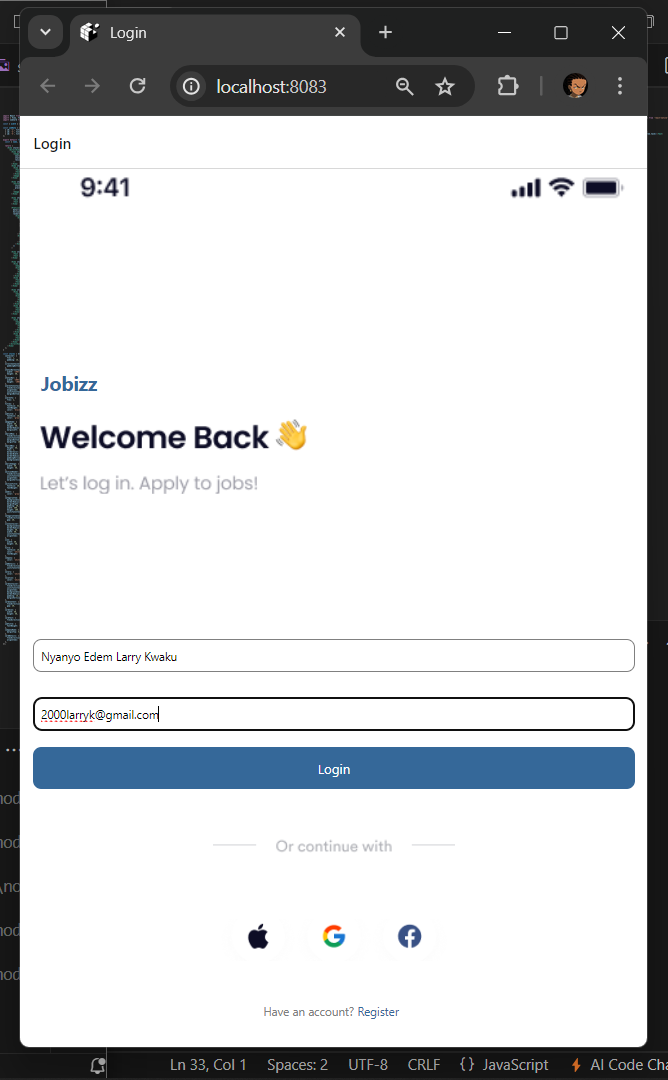 Login
localhost:8083
Login
9:41
Jobizz
Welcome Back 👋
Let's log in. Apply to jobs!
Nyanyo Edem Larry Kwaku
2000larryk@gmail.com
Login
Or continue with
Have an account? Register
Ln 33, Col 1 Spaces: 2 UTF-8 CRLF {} JavaScript AI Code